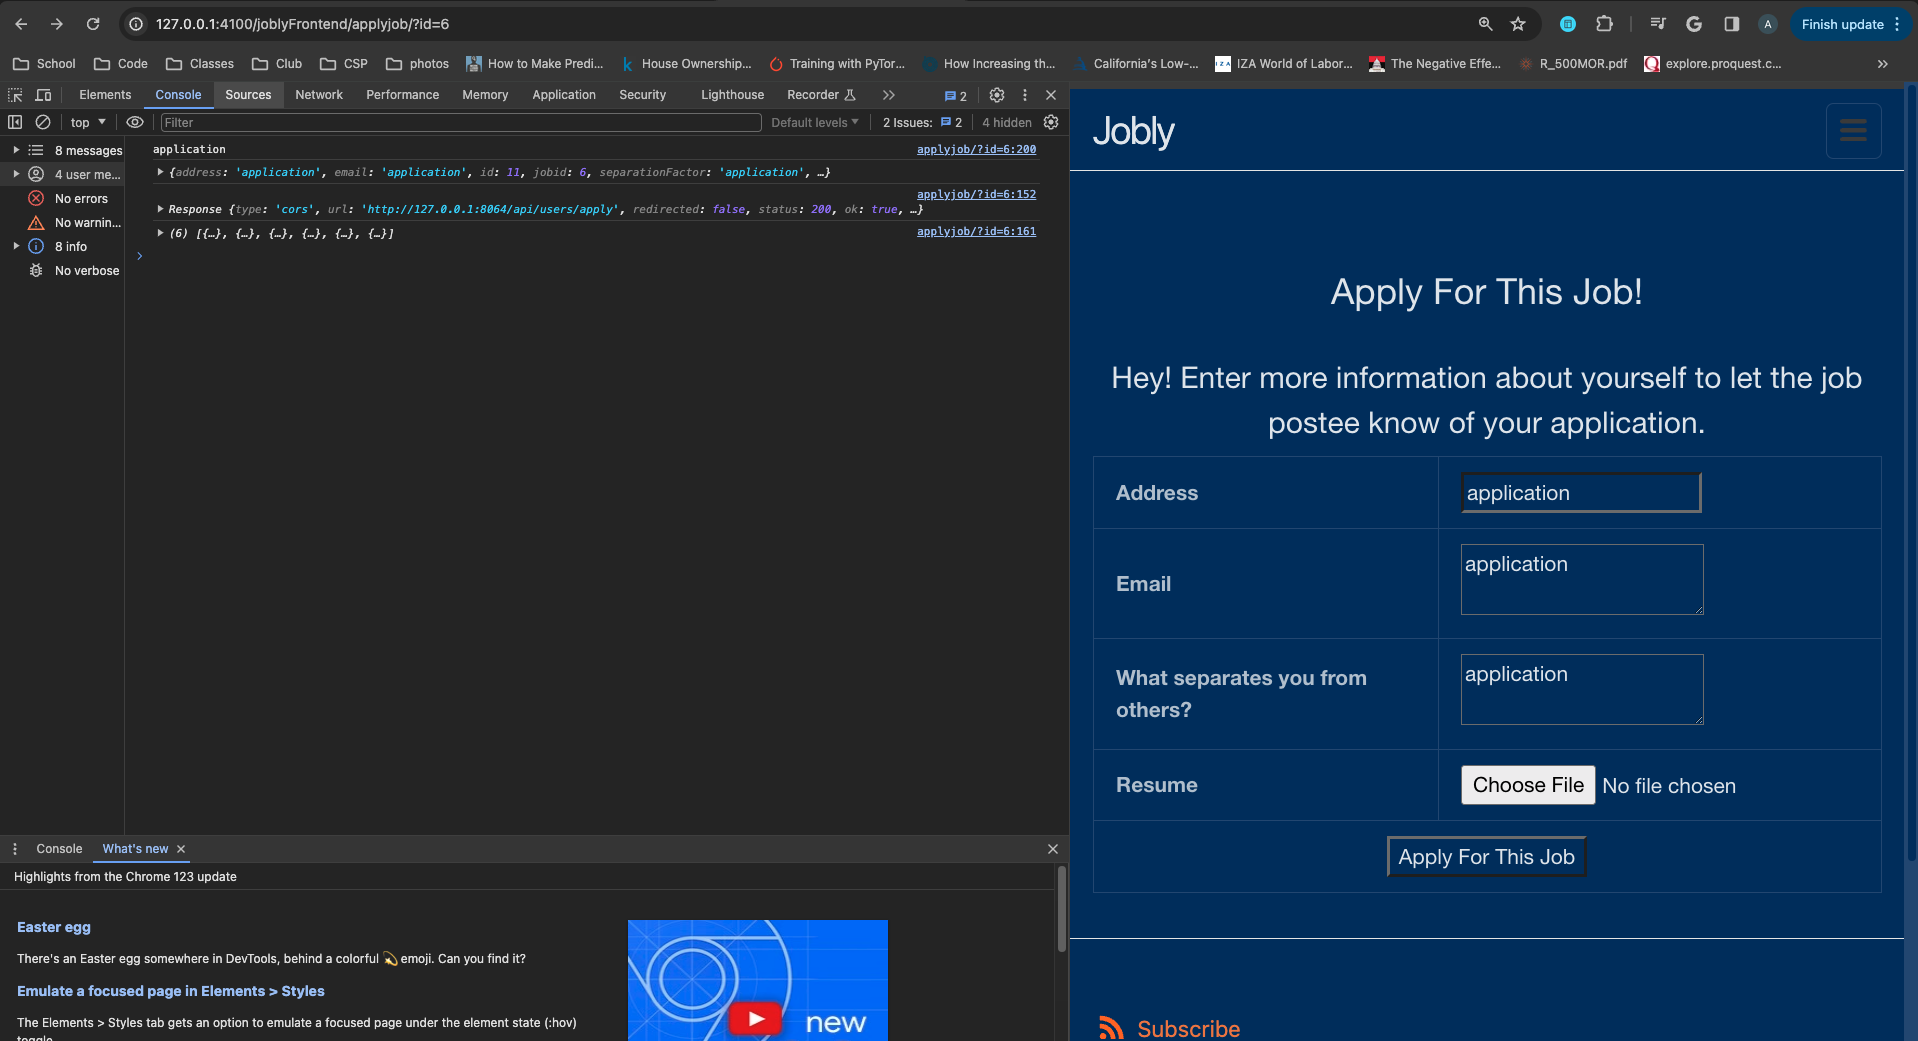 127.0.0.1:4100/joblyFrontend/applyjob/?id=6
A
Finish update
School
Code
Classes
Club
CSP
photos
How to Make Predi...
House Ownership...
Training with PyTor...
How Increasing th...
California's Low-...
IZA World of Labor...
The Negative Effe...
R_500MOR.pdf
explore.proquest.c...
Elements
Console
Sources
Network
Performance
Memory
Application
Security
Lighthouse
Recorder
2
top
Filter
Default levels
2 Issues:
2
4 hidden
8 messages
4 user me...
No errors
No warnin...
8 info
No verbose
application
applyjob/?id=6:200
{address: 'application', email: 'application', id: 11, jobid: 6, separationFactor: 'application', …}
applyjob/?id=6:152
Response {type: 'cors', url: 'http://127.0.0.1:8064/api/users/apply', redirected: false, status: 200, ok: true, …}
(6) [{…}, {…}, {…}, {…}, {…}, {…}]
applyjob/?id=6:161
Console
What's new
Highlights from the Chrome 123 update
Easter egg
There's an Easter egg somewhere in DevTools, behind a colorful 💫 emoji. Can you find it?
Emulate a focused page in Elements > Styles
The Elements > Styles tab gets an option to emulate a focused page under the element state (:hov)
toggle
new
Jobly
Apply For This Job!
Hey! Enter more information about yourself to let the job
postee know of your application.
Address
application
Email
application
What separates you from
others?
application
Resume
Choose File
No file chosen
Apply For This Job
Subscribe